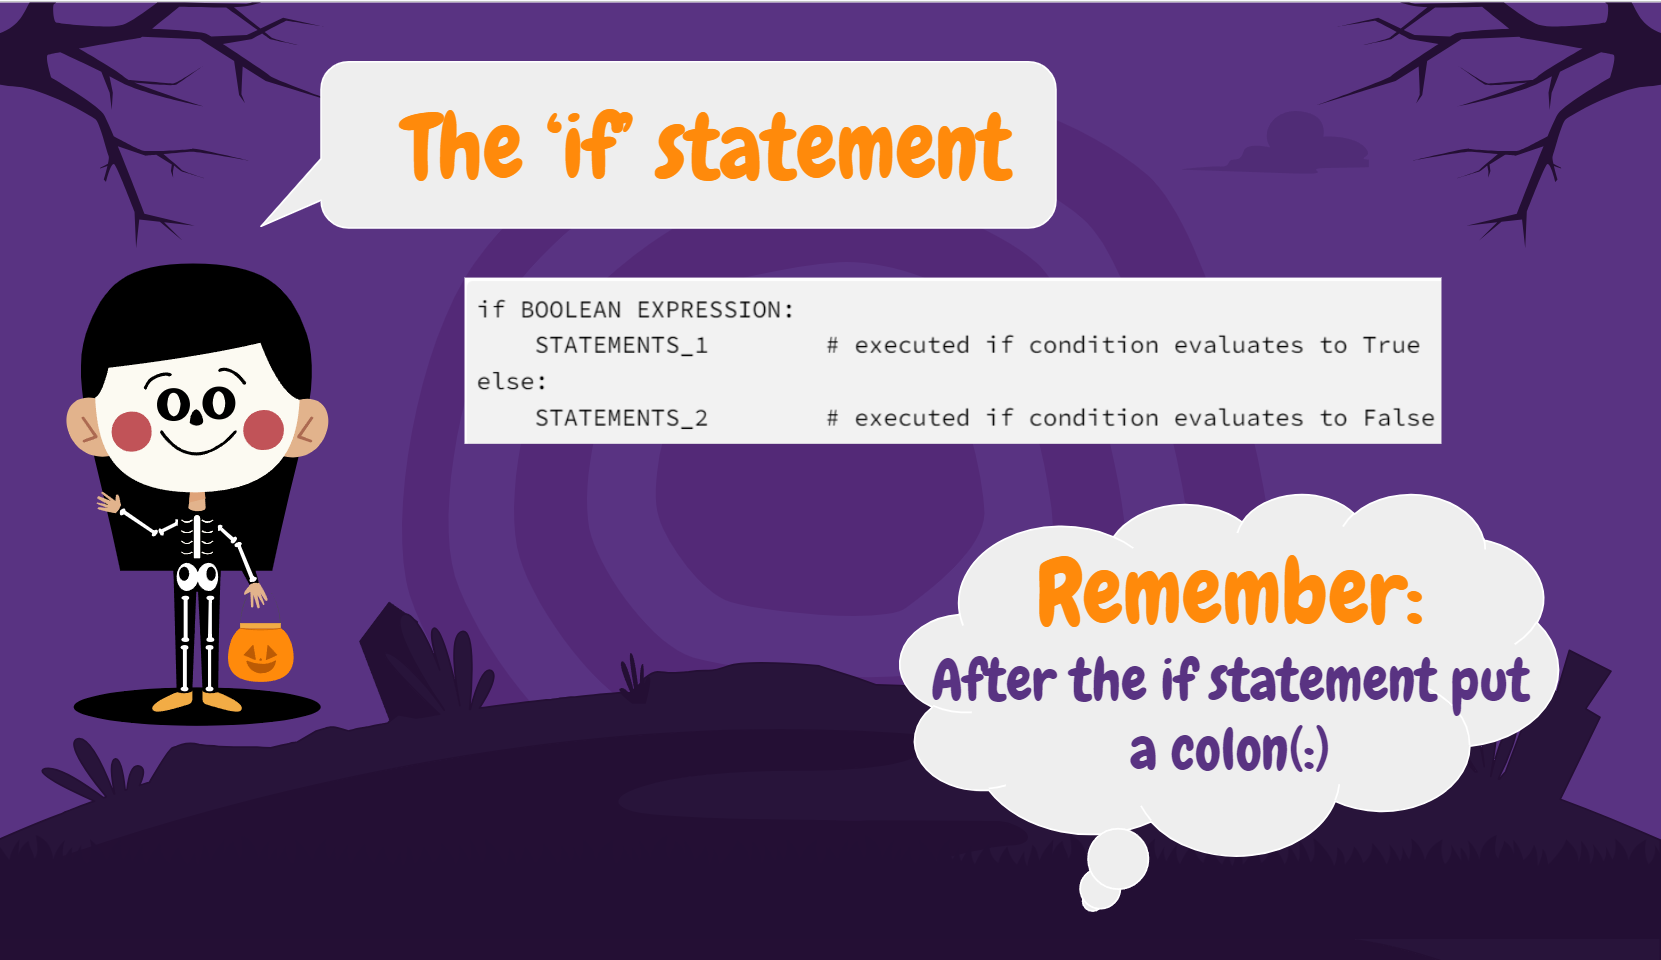 The ‘if’ statement
if BOOLEAN EXPRESSION:
    STATEMENTS_1        # executed if condition evaluates to True
else:
    STATEMENTS_2        # executed if condition evaluates to False
Remember:
After the if statement put
a colon(:)